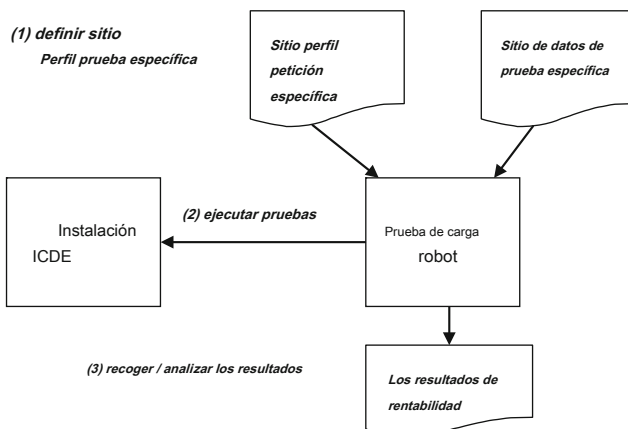 (1) definir sitio
Perfil prueba específica
Sitio perfil
petición
específica
Sitio de datos de
prueba específica
Instalación
ICDE
(2) ejecutar pruebas
Prueba de carga
robot
(3) recoger / analizar los resultados
Los resultados de
rentabilidad